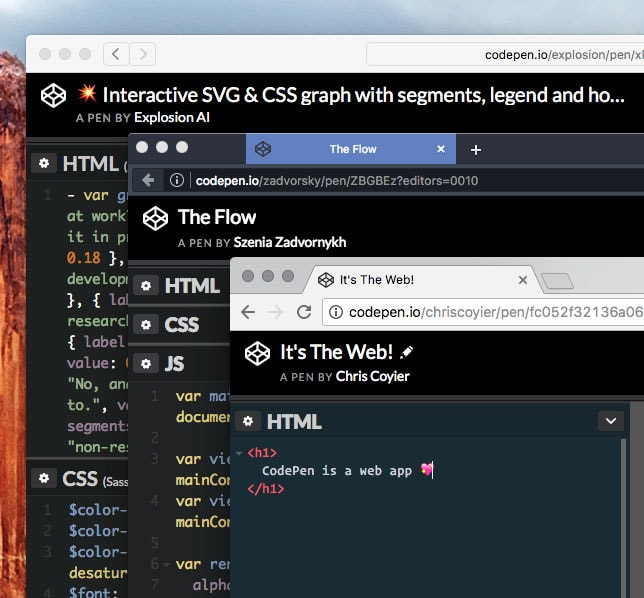 codepen.io/explosion/pen/
💥 Interactive SVG & CSS graph with segments, legend and ho...
A PEN BY Explosion AI
HTML
1 - var
at work
it in
0.18 },
develop
}, { la
research
{ label
value:
"No, an
to.",
segments
"non-res
CSS (Sass
1 $color-
2 $color-
3 $color-
desatur
4 $font:
The Flow × +
codepen.io/zadvorsky/pen/ZBGBEz?editors=0010
The Flow
A PEN BY Szenia Zadvornykh
HTML
CSS
JS
1 var mai
docume
2
3 var vie
mainCo
4 var vie
mainCo
5
6 var ren
7 alpha
It's The Web! ×
codepen.io/chriscoyier/pen/fc052f32136a06
It's The Web!
A PEN BY Chris Coyier
HTML
<h1>
CodePen is a web app 💖
</h1>